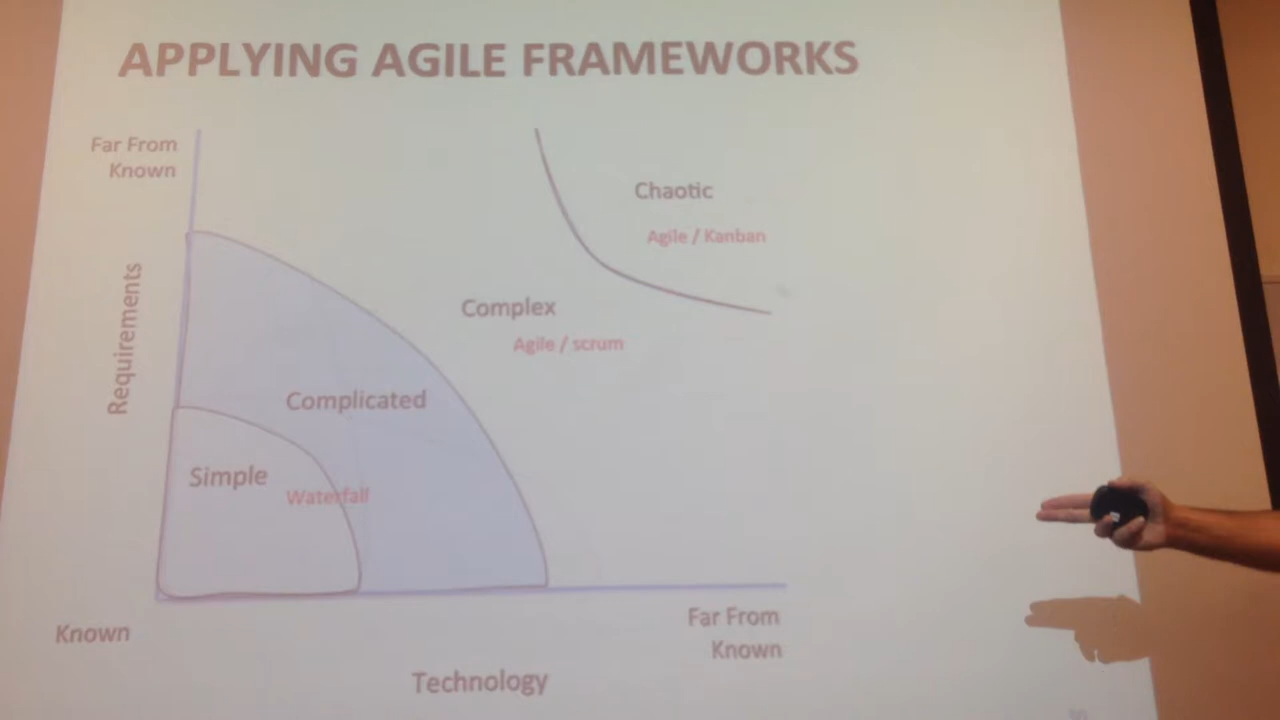 APPLYING AGILE FRAMEWORKS
Far From
Known
Chaotic
Agile / Kanban
Requirements
Complex
Agile / scrum
Complicated
Simple
Waterfall
Known
Far From
Known
Technology